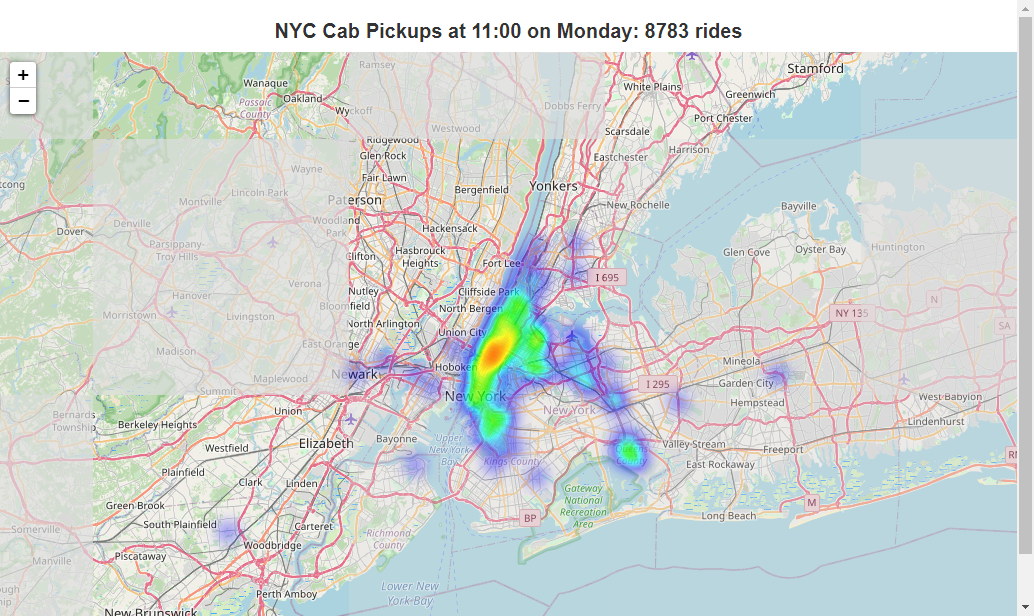 NYC Cab Pickups at 11:00 on Monday: 8783 rides
+
−
Ramsey
Stamford
Wanaque
White Plains
Greenwich
Oakland
Passaic
County
Wyckoff
Dobbs Ferry
Port Chester
Westwood
Scarsdale
Ridgewood
Harrison
Glen Rock
Eastchester
Wayne
Fair Lawn
Yonkers
Lincoln Park
Bergenfield
Montville
Paterson
New Rochelle
Bayville
Denville
Woodland
Park
Hackensack
Dover
Parsippany-
Troy Hills
Hasbrouck
Heights
Clifton
Glen Cove
Oyster Bay
Huntington
Fort Lee
I 695
Verona
Nutley
Cliffside Park
Hanover
Bloomfield
North Bergen
N
Morristown
Livingston
NY 135
North Arlington
SA
Union City
East Orange
Madison
Mineola
Hoboken
Summit
Maplewood
Newark
Garden City
I 295
New York
West Babylon
Hempstead
Union
New York
Bernards
Township
Lindenhurst
Berkeley Heights
Bayonne
Upper
New York
Bay
Elizabeth
Valley Stream
Freeport
Westfield
Kings County
County
East Rockaway
Plainfield
Clark
Linden
Gateway
National
Recreation
Area
M
Green Brook
Long Beach
BP
South Plainfield
Carteret
Somerville
Richmond
County
Woodbridge
Piscataway
Manville
Lower New
York Bay
Perth Amboy
New Brunswick